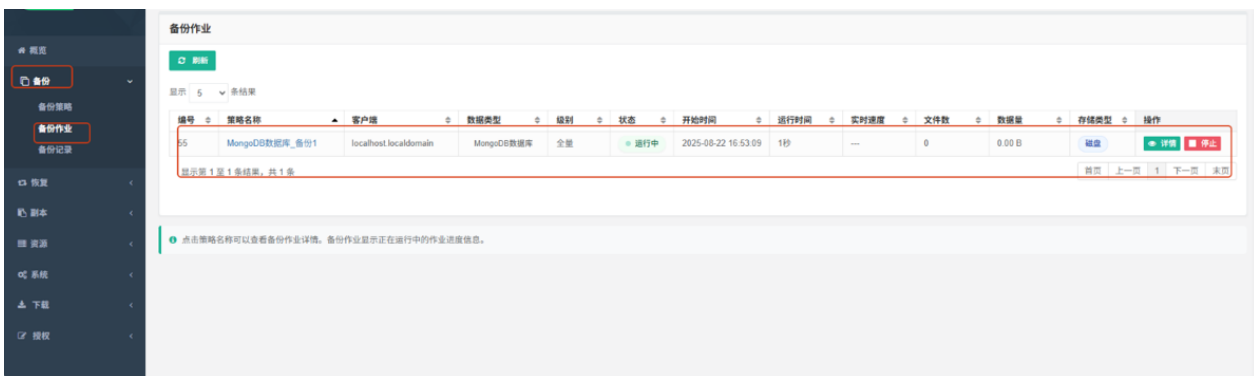 备份作业
概览
刷新
备份
显示 5 条结果
备份策略
备份作业
备份记录
编号 策略名称 客户端 数据类型 级别 状态 开始时间 运行时间 实时速度 文件数 数据量 存储类型 操作
55 MongoDB数据库_备份1 localhost.localdomain MongoDB数据库 全量 运行中 2025-08-22 16:53:09 1秒 --- 0 0.00 B 磁盘 详情 停止
显示第 1 至 1 条结果，共 1 条 首页 上一页 1 下一页 末页
恢复
副本
资源
点击策略名称可以查看备份作业详情。备份作业显示正在运行中的作业进度信息。
系统
下载
授权